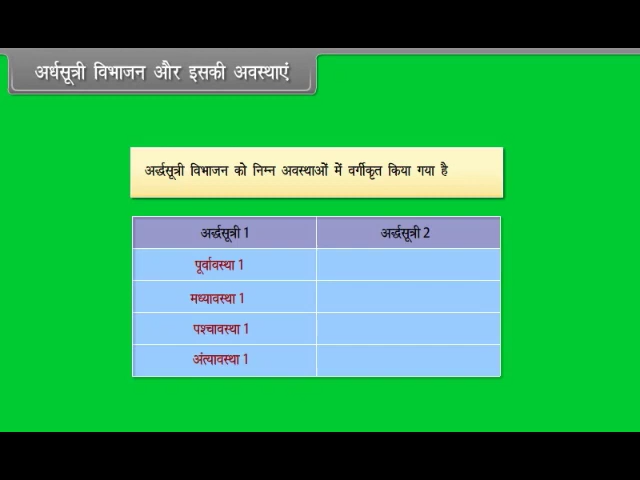 अर्धसूत्री विभाजन और इसकी अवस्थाएं
अर्द्धसूत्री विभाजन को निम्न अवस्थाओं में वर्गीकृत किया गया है
अर्द्धसूत्री 1 अर्द्धसूत्री 2
पूर्वावस्था 1
मध्यावस्था 1
पश्चावस्था 1
अंत्यावस्था 1